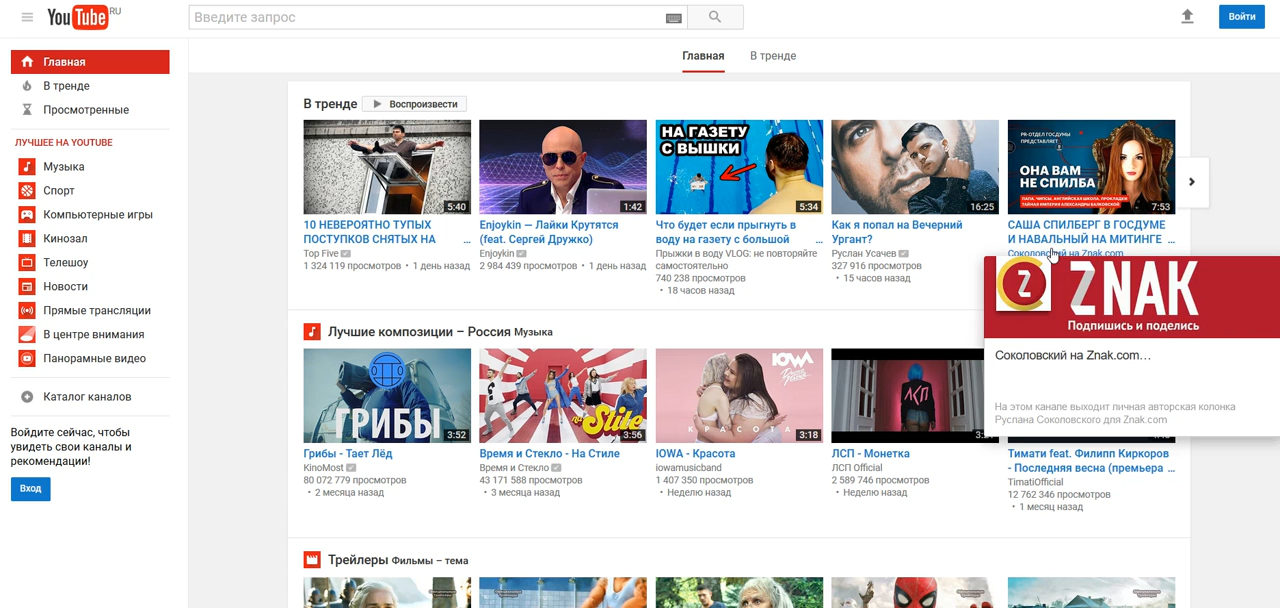 YouTube RU
Введите запрос
Войти
Главная
В тренде
Главная
В тренде
Просмотренные
ЛУЧШЕЕ НА YOUTUBE
Музыка
Спорт
Компьютерные игры
Кинозал
Телешоу
Новости
Прямые трансляции
В центре внимания
Панорамные видео
Каталог каналов
Войдите сейчас, чтобы
увидеть свои каналы и
рекомендации!
Вход
В тренде
Воспроизвести
5:40
10 НЕВЕРОЯТНО ТУПЫХ
ПОСТУПКОВ СНЯТЫХ НА ...
Top Five
1 324 119 просмотров • 1 день назад
1:42
Enjoykin — Лайки Крутятся
(feat. Сергей Дружко)
Enjoykin
2 984 439 просмотров • 1 день назад
НА ГАЗЕТУ
С ВЫШКИ
5:34
Что будет если прыгнуть в
воду на газету с большой ...
Прыжки в воду VLOG: не повторяйте
самостоятельно
740 238 просмотров
• 18 часов назад
16:25
Как я попал на Вечерний
Ургант?
Руслан Усачев
327 916 просмотров
• 15 часов назад
PR-ОТДЕЛ ГОСДУМЫ
ПРЕДСТАВЛЯЕТ
ОНА ВАМ
НЕ СПИЛБА
7:53
САША СПИЛБЕРГ В ГОСДУМЕ
И НАВАЛЬНЫЙ НА МИТИНГЕ ...
Соколовский на Znak.com
Z
ZNAK
Подпишись и поделись
Соколовский на Znak.com…
На этом канале выходит личная авторская колонка
Руслана Соколовского для Znak.com
Лучшие композиции – Россия Музыка
ГРИБЫ
3:52
Грибы - Тает Лёд
KinoMost
80 072 779 просмотров
• 2 месяца назад
на Stile
3:56
Время и Стекло - На Стиле
Время и Стекло
43 171 588 просмотров
• 3 месяца назад
IOWA
КРАСОТА
3:18
IOWA - Красота
iowamusicband
1 407 350 просмотров
• Неделю назад
ЛСП
ЛСП - Монетка
ЛСП Official
2 589 746 просмотров
• Неделю назад
Тимати feat. Филипп Киркоров
- Последняя весна (премьера ...
TimatiOfficial
12 762 346 просмотров
• 1 месяц назад
Трейлеры Фильмы – тема